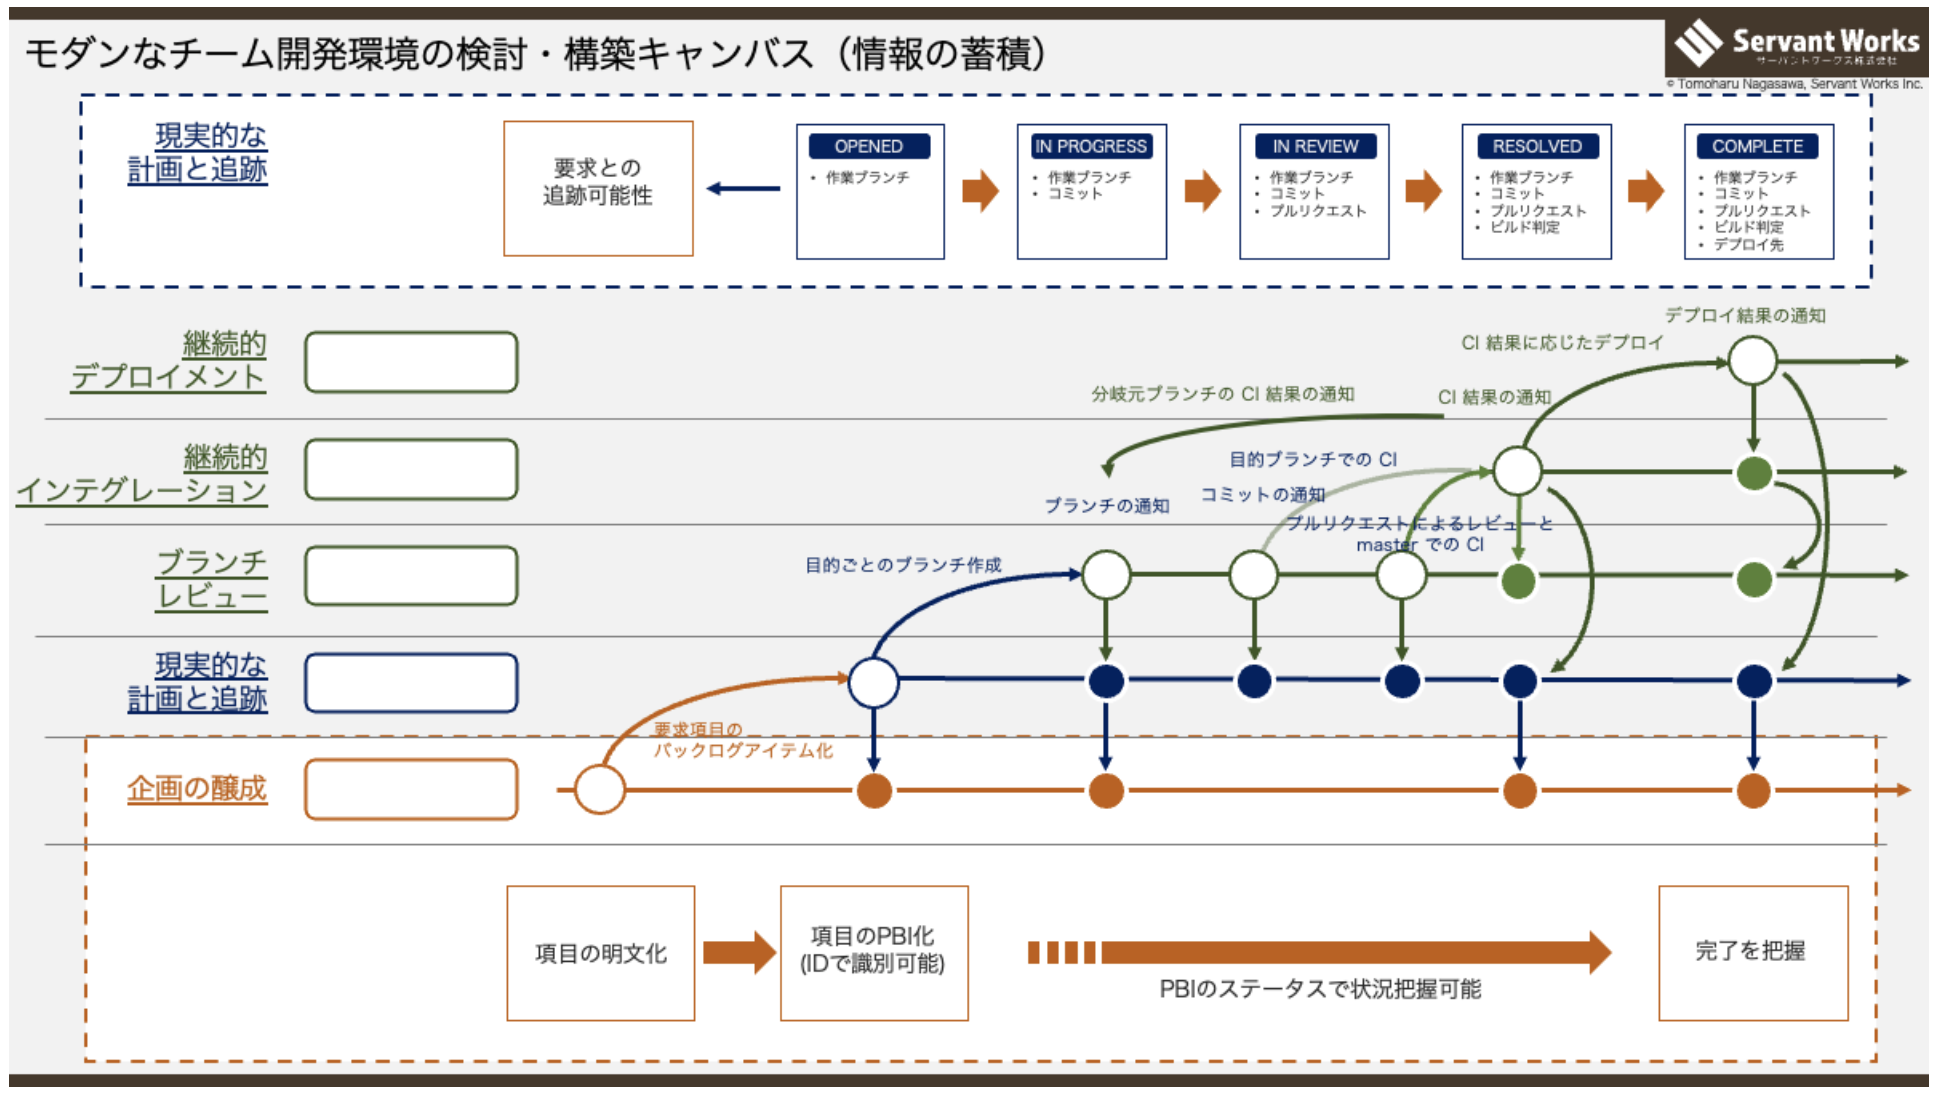 モダンなチーム開発環境の検討・構築キャンバス（情報の蓄積）
Servant Works
サーバントワークス株式会社
© Tomoharu Nagasawa, Servant Works Inc.
現実的な
計画と追跡
要求との
追跡可能性
OPENED
・ 作業ブランチ
IN PROGRESS
・ 作業ブランチ
・ コミット
IN REVIEW
・ 作業ブランチ
・ コミット
・ プルリクエスト
RESOLVED
・ 作業ブランチ
・ コミット
・ プルリクエスト
・ ビルド判定
COMPLETE
・ 作業ブランチ
・ コミット
・ プルリクエスト
・ ビルド判定
・ デプロイ先
継続的
デプロイメント
デプロイ結果の通知
CI 結果に応じたデプロイ
分岐元ブランチの CI 結果の通知
CI 結果の通知
継続的
インテグレーション
目的ブランチでの CI
コミットの通知
ブランチの通知
プルリクエストによるレビューと
master での CI
ブランチ
レビュー
目的ごとのブランチ作成
現実的な
計画と追跡
要求項目の
バックログアイテム化
企画の醸成
項目の明文化
項目のPBI化
(IDで識別可能)
PBIのステータスで状況把握可能
完了を把握